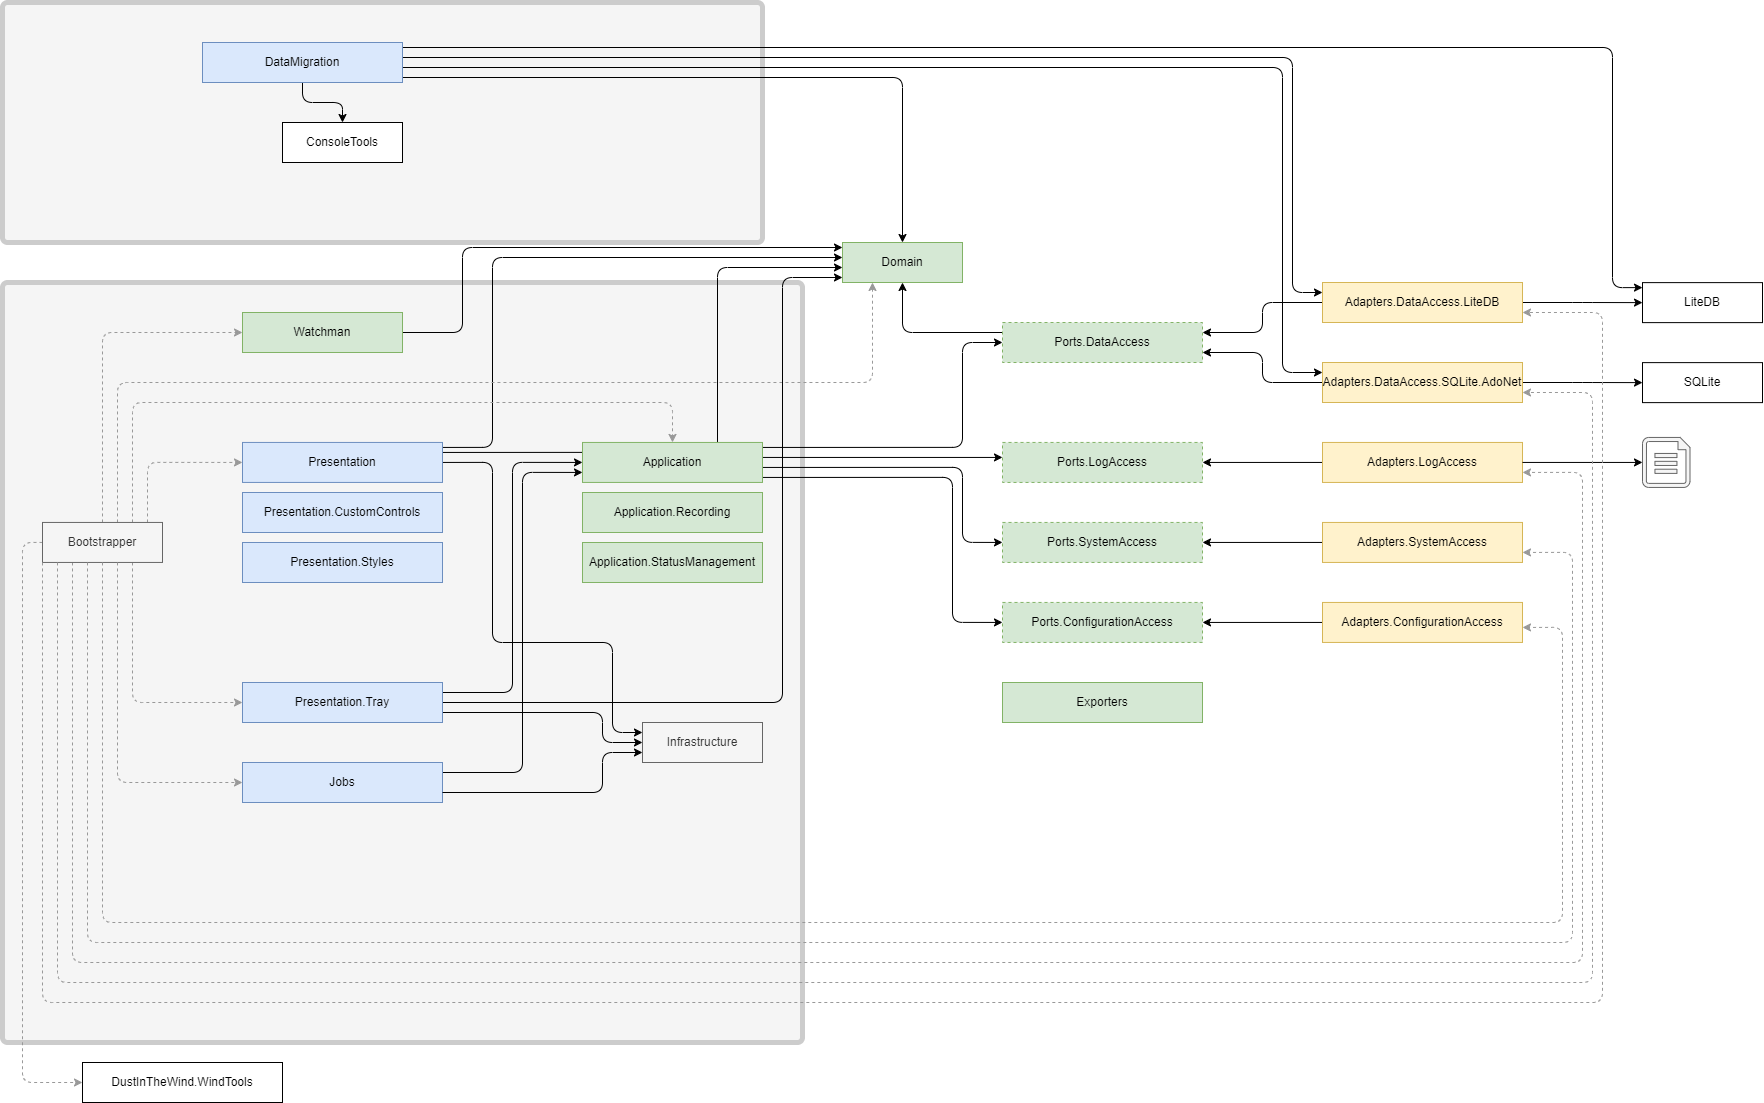 DataMigration
ConsoleTools
Domain
Watchman
Ports.DataAccess
Adapters.DataAccess.LiteDB
LiteDB
Adapters.DataAccess.SQLite.AdoNet
SQLite
Presentation
Application
Ports.LogAccess
Adapters.LogAccess
Presentation.CustomControls
Application.Recording
Bootstrapper
Presentation.Styles
Application.StatusManagement
Ports.SystemAccess
Adapters.SystemAccess
Ports.ConfigurationAccess
Adapters.ConfigurationAccess
Presentation.Tray
Exporters
Infrastructure
Jobs
DustInTheWind.WindTools